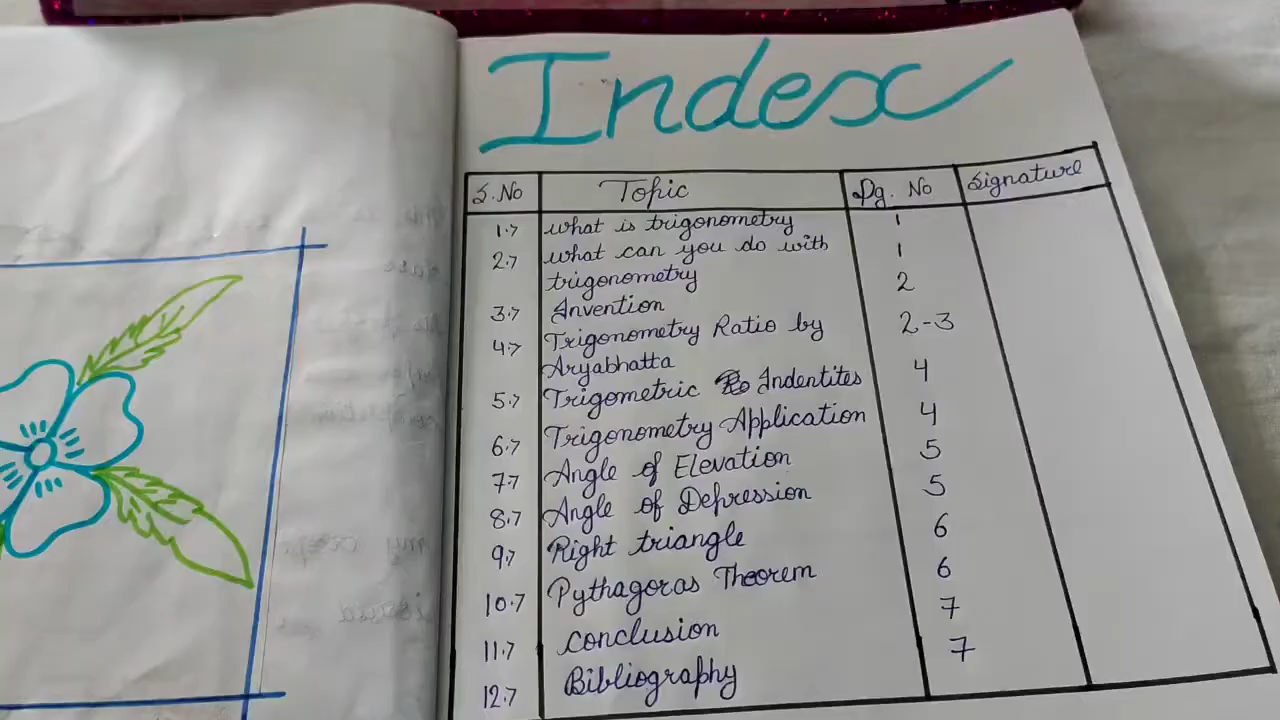 Index
S.No Topic Pg. No Signature
1.7 what is trigonometry 1
2.7 what can you do with 1
trigonometry 2
3.7 Invention
4.7 Trigonometry Ratio by 2-3
Aryabhatta
5.7 Trigometric Indentites 4
6.7 Trigonometry Application 4
7.7 Angle of Elevation 5
8.7 Angle of Depression 5
9.7 Right triangle 6
10.7 Pythagoras Theorem 6
11.7 conclusion 7
12.7 Bibliography 7